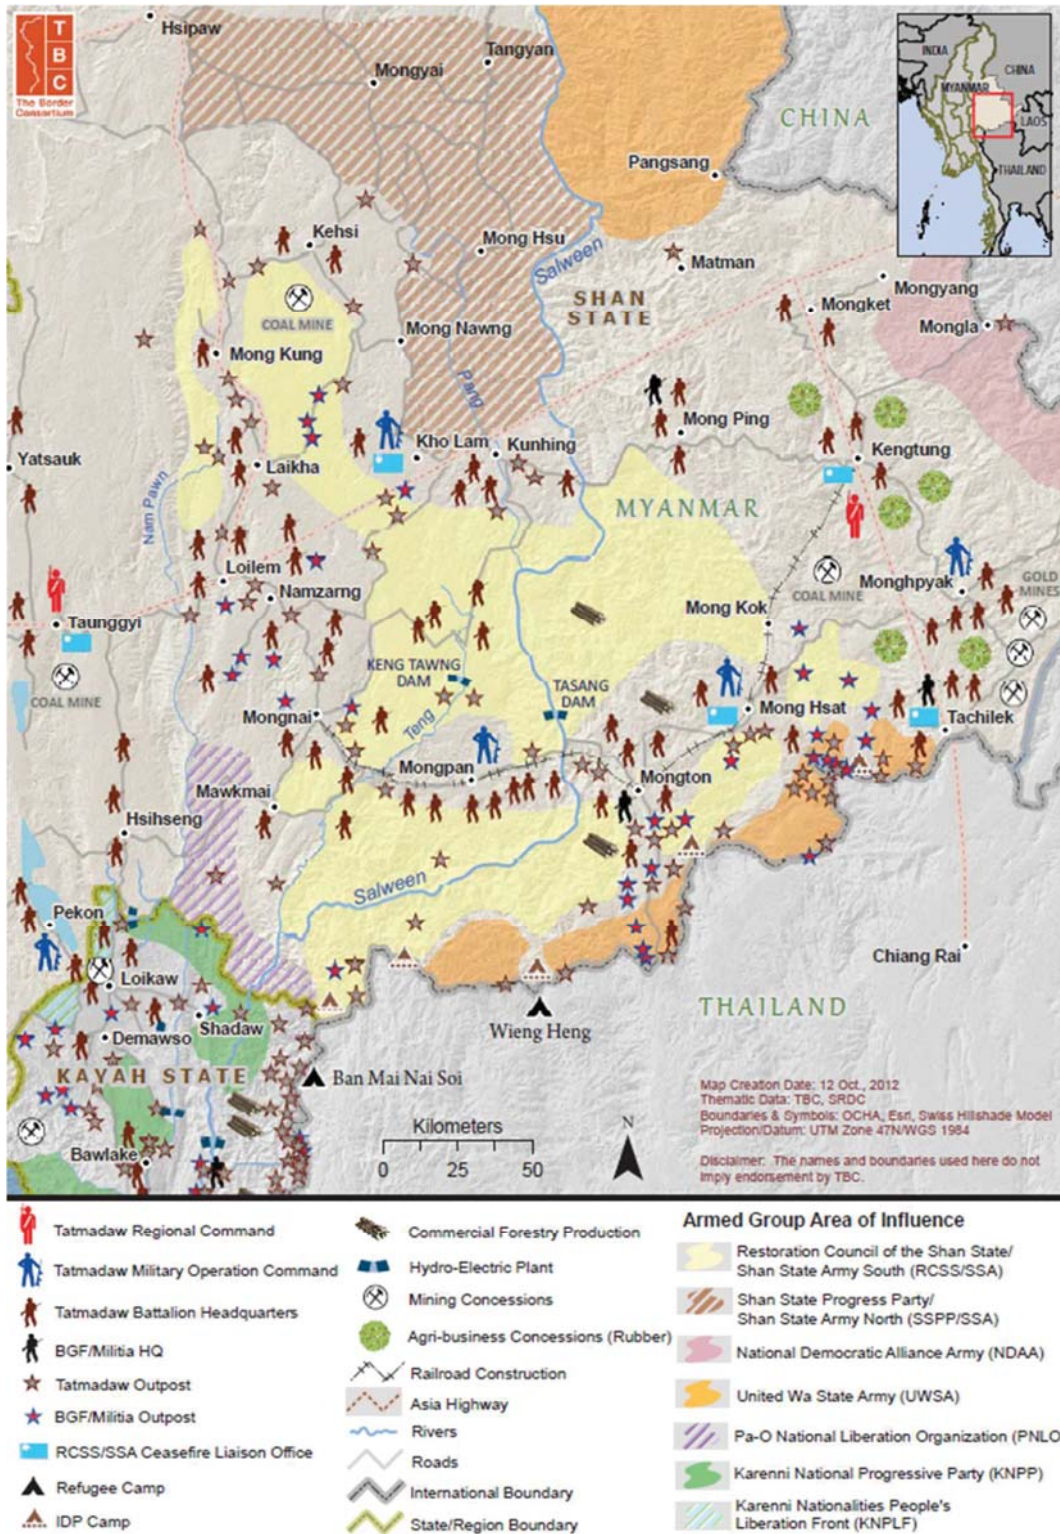 T
B
C
The Border
Consortium
Hsipaw
Tangyan
Mongyai
INDIA
CHINA
MYANMAR
LAOS
THAILAND
CHINA
Pangsang
Kehsi
Mong Hsu
Salween
Matman
SHAN
STATE
Mongyang
Mongket
Mongla
COAL MINE
Mong Nawng
Mong Kung
Pang
Mong Ping
Kho Lam
Kunhing
Kengtung
Yatsauk
Laikha
Nam Pawn
MYANMAR
Loilem
Namzarng
Monghpyak
GOLD
MINES
COAL MINE
Mong Kok
Taunggyi
KENG TAWNG
DAM
TASANG
DAM
COAL MINE
Mongnai
Teng
Mong Hsat
Tachilek
Mongpan
Mongton
Mawkmai
Hsihseng
Salween
Pekon
Chiang Rai
Loikaw
Shadaw
THAILAND
Wieng Heng
Demawso
KAYAH STATE
Ban Mai Nai Soi
Map Creation Date: 12 Oct., 2012
Thematic Data: TBC, SRDC
Boundaries & Symbols: OCHA, Esri, Swiss Hillshade Model
Projection/Datum: UTM Zone 47N/WGS 1984
Kilometers
N
0 25 50
Bawlake
Disclaimer: The names and boundaries used here do not
imply endorsement by TBC.
Tatmadaw Regional Command
Tatmadaw Military Operation Command
Tatmadaw Battalion Headquarters
BGF/Militia HQ
Tatmadaw Outpost
BGF/Militia Outpost
RCSS/SSA Ceasefire Liaison Office
Refugee Camp
IDP Camp
Commercial Forestry Production
Hydro-Electric Plant
Mining Concessions
Agri-business Concessions (Rubber)
Railroad Construction
Asia Highway
Rivers
Roads
International Boundary
State/Region Boundary
Armed Group Area of Influence
Restoration Council of the Shan State/
Shan State Army South (RCSS/SSA)
Shan State Progress Party/
Shan State Army North (SSPP/SSA)
National Democratic Alliance Army (NDAA)
United Wa State Army (UWSA)
Pa-O National Liberation Organization (PNLO
Karenni National Progressive Party (KNPP)
Karenni Nationalities People's
Liberation Front (KNPLF)